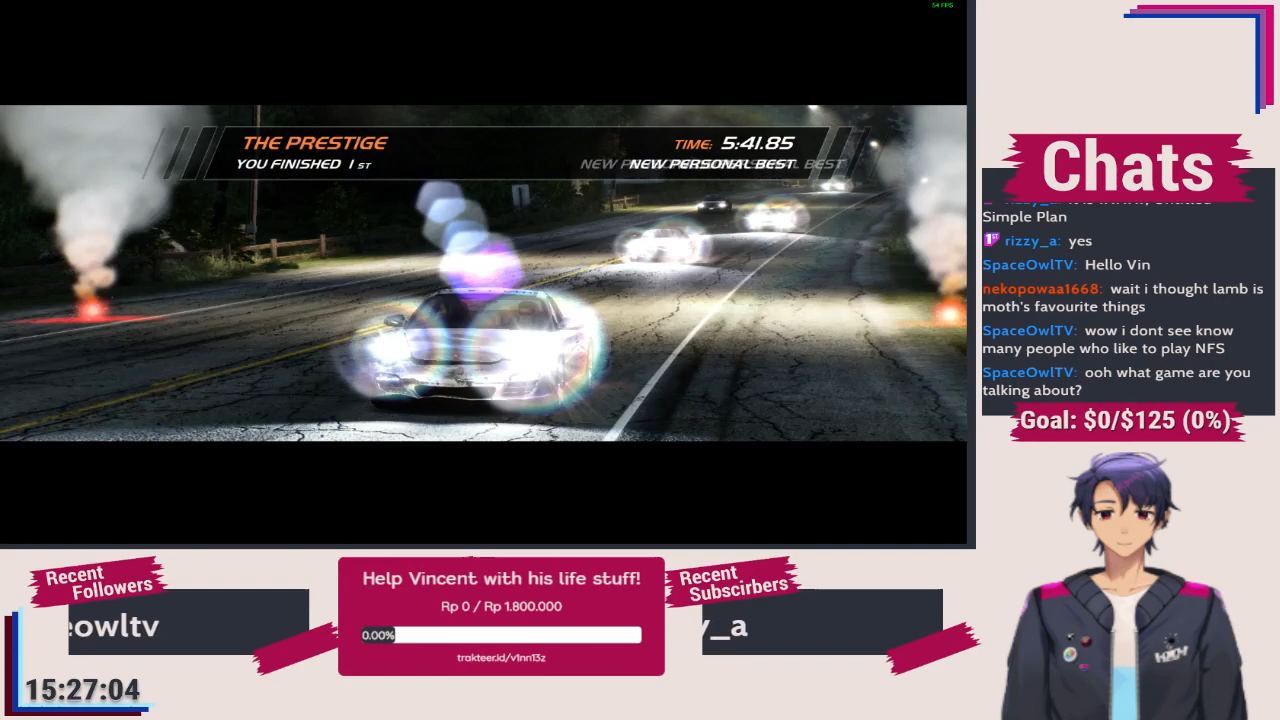 54 FPS
THE PRESTIGE
TIME: 5:41.85
YOU FINISHED 1 ST
NEW PERSONAL BEST
Chats
Simple Plan
rizzy_a: yes
SpaceOwlTV: Hello Vin
nekopowaa1668: wait i thought lamb is
moth's favourite things
SpaceOwlTV: wow i dont see know
many people who like to play NFS
SpaceOwlTV: ooh what game are you
talking about?
Goal: $0/$125 (0%)
Recent
Followers
eowltv
Help Vincent with his life stuff!
Rp 0 / Rp 1.800.000
0.00%
trakteer.id/v1nn13z
Recent
Subscirbers
y_a
15:27:04